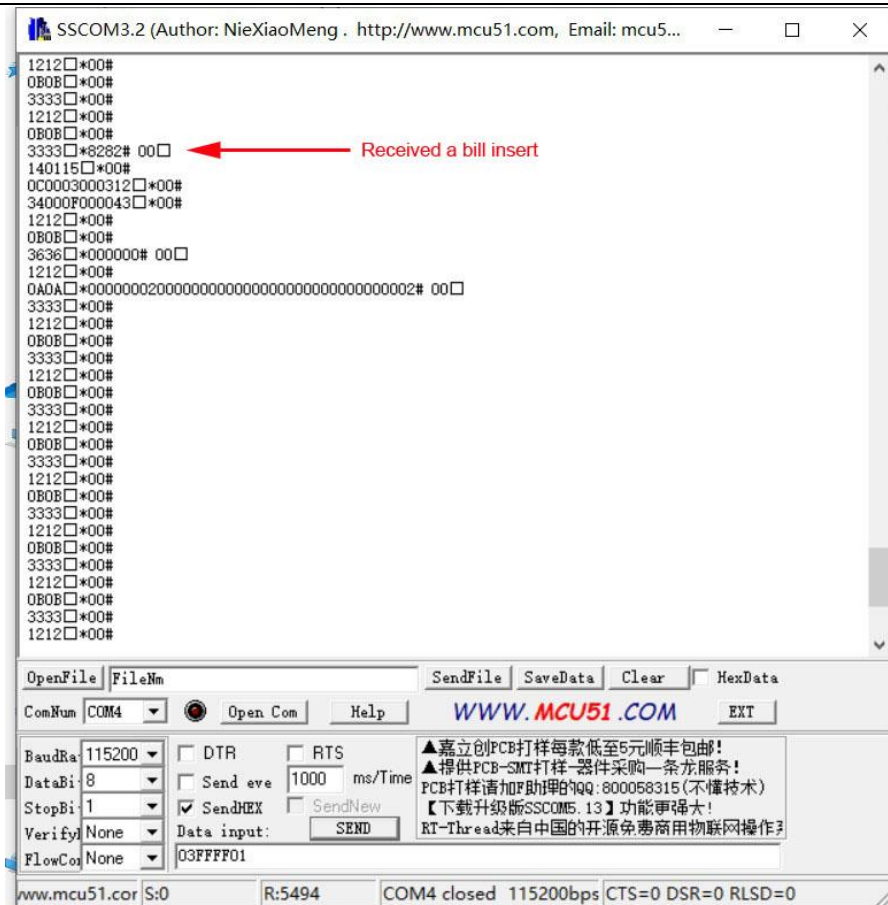 SSCOM3.2 (Author: NieXiaoMeng . http://www.mcu51.com, Email: mcu5...
1212□*00#
0B0B□*00#
3333□*00#
1212□*00#
0B0B□*00#
3333□*8282# 00□
Received a bill insert
140115□*00#
0C0003000312□*00#
34000F000043□*00#
1212□*00#
0B0B□*00#
3636□*000000# 00□
1212□*00#
0A0A□*0000000200000000000000000000000000000002# 00□
3333□*00#
1212□*00#
0B0B□*00#
3333□*00#
1212□*00#
0B0B□*00#
3333□*00#
1212□*00#
0B0B□*00#
3333□*00#
1212□*00#
0B0B□*00#
3333□*00#
1212□*00#
0B0B□*00#
3333□*00#
1212□*00#
0B0B□*00#
3333□*00#
1212□*00#
OpenFile FileNm SendFile SaveData Clear HexData
ComNum COM4 Open Com Help WWW.MCU51.COM EXT
BaudRa 115200 DTR RTS
DataBi 8 Send eve 1000 ms/Time
StopBi 1 SendHEX SendNew
Verifyl None Data input: SEND
FlowCo None 03FFFF01
▲嘉立创PCB打样每款低至5元顺丰包邮!
▲提供PCB-SMT打样-器件采购一条龙服务!
PCB打样请加F助理的QQ:800058315(不懂技术)
【下载升级版SSCOM5.13】功能更强大!
RT-Thread来自中国的开源免费商用物联网操作
www.mcu51.cor S:0 R:5494 COM4 closed 115200bps CTS=0 DSR=0 RLSD=0